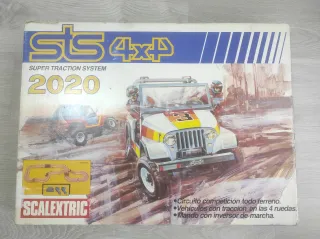 STS 4x4
SUPER TRACTION SYSTEM
2020
SCALEXTRIC
•Circuito competición todo terreno.
•Vehículos con tracción en las 4 ruedas.
•Mando con inversor de marcha.